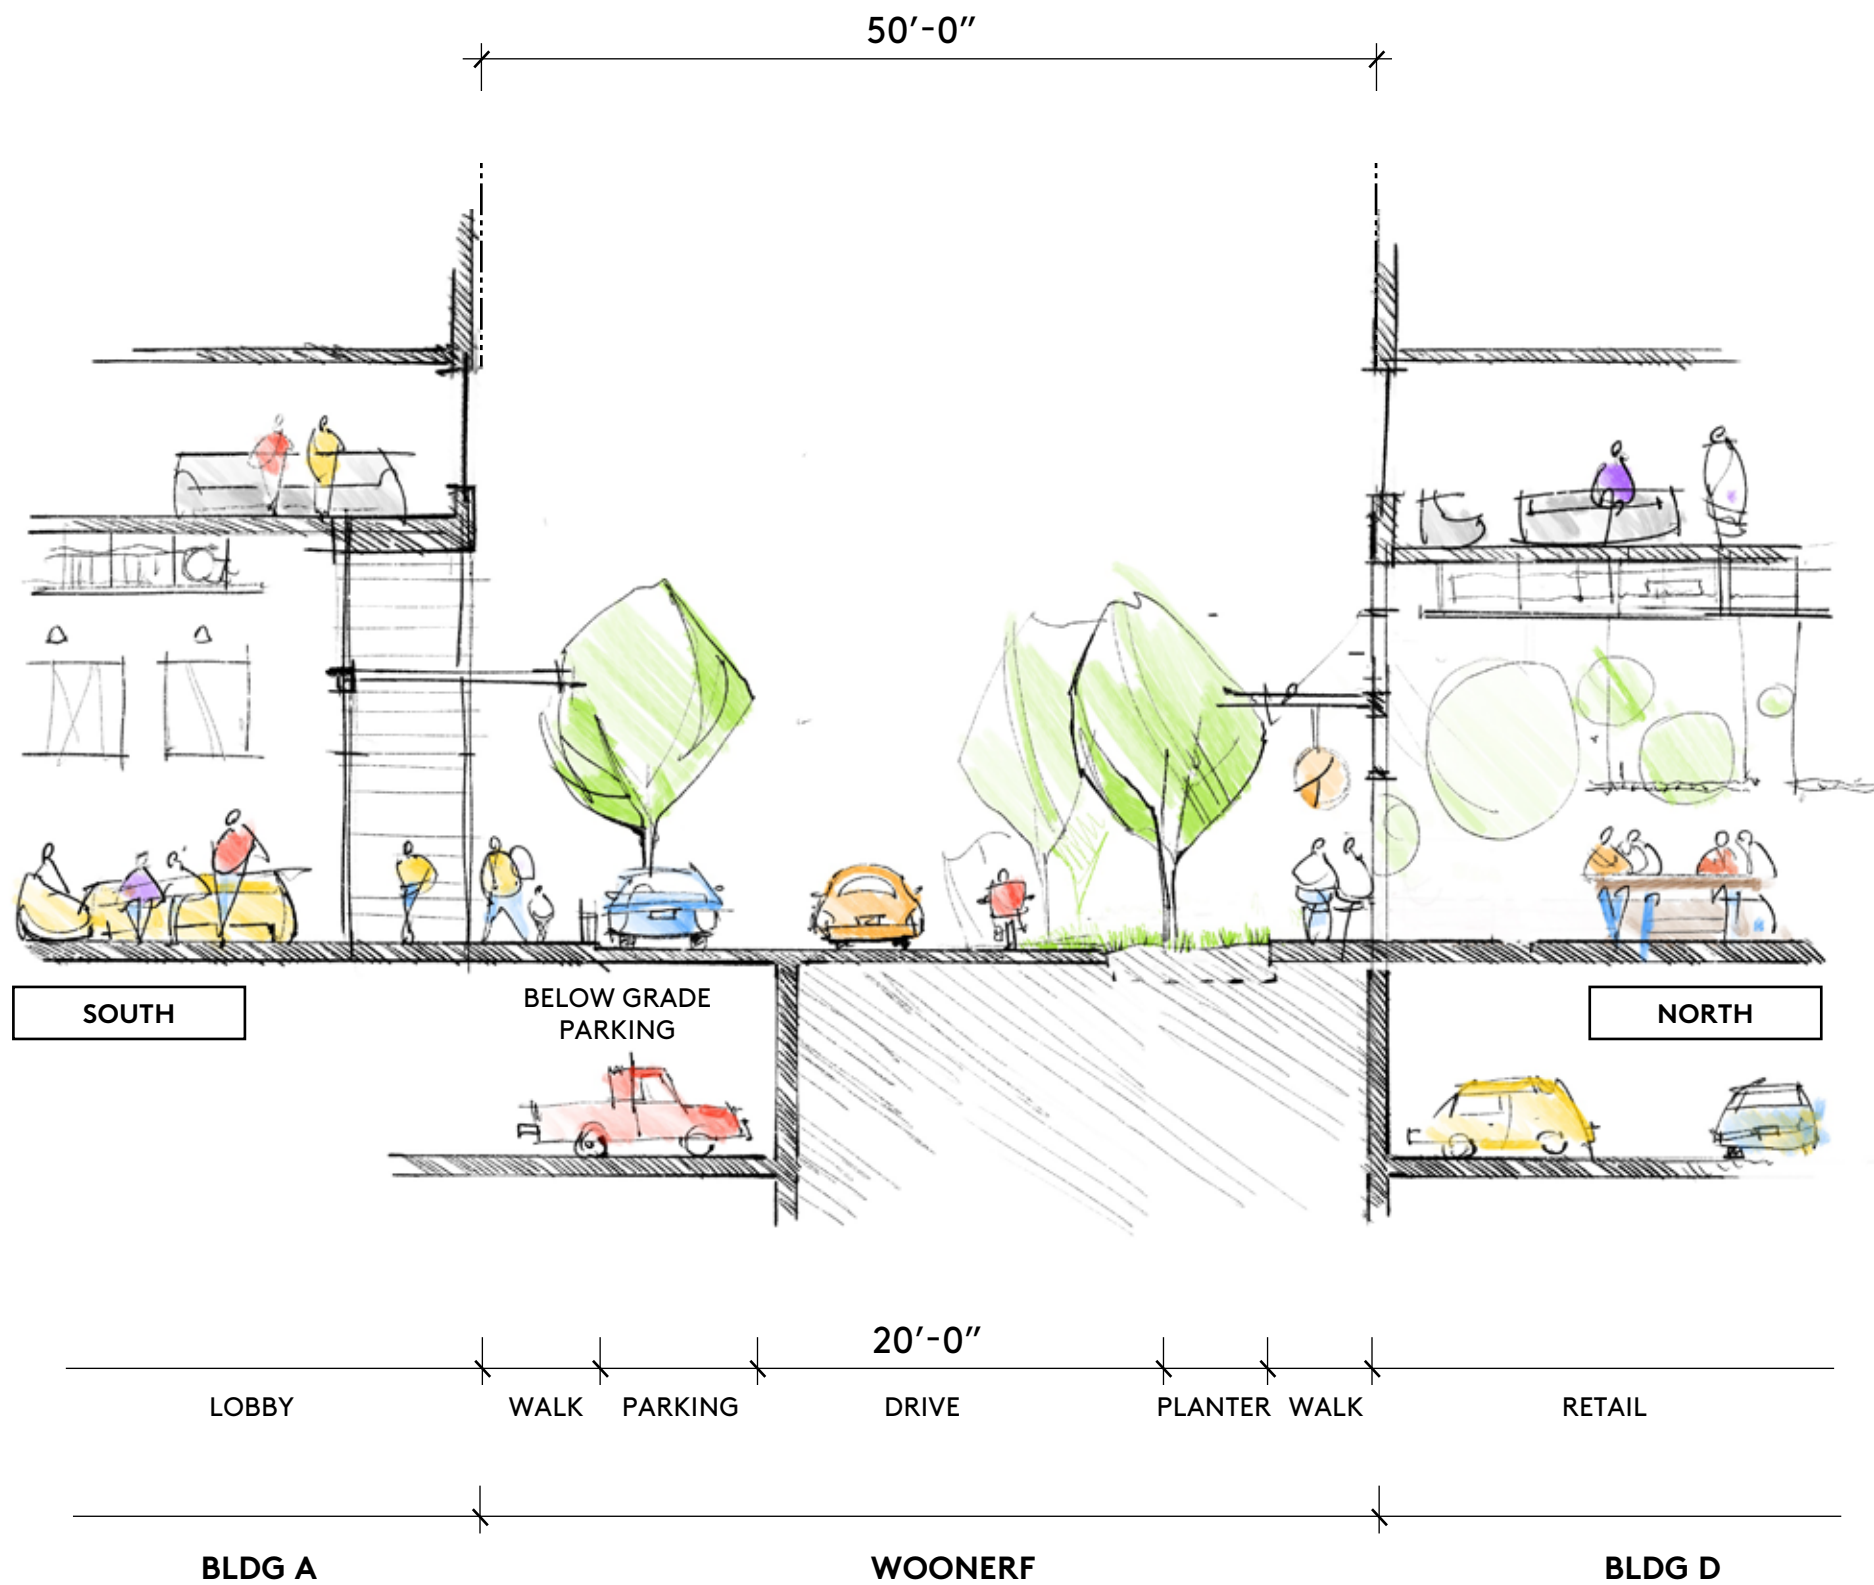 50′-0″
SOUTH
BELOW GRADE
PARKING
NORTH
20′-0″
LOBBY
WALK
PARKING
DRIVE
PLANTER
WALK
RETAIL
BLDG A
WOONERF
BLDG D